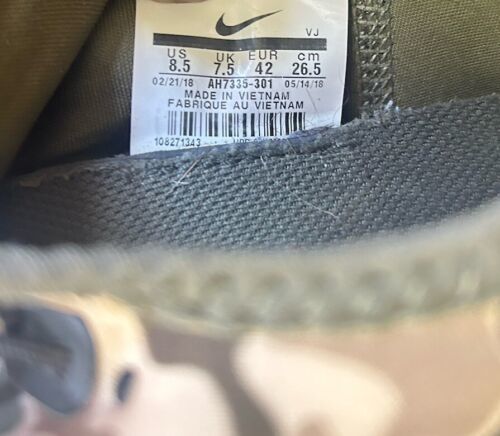 VJ
US UK EUR cm
8.5 7.5 42 26.5
02/21/18 AH7335-301 05/14/18
MADE IN VIETNAM
FABRIQUE AU VIETNAM
108271343